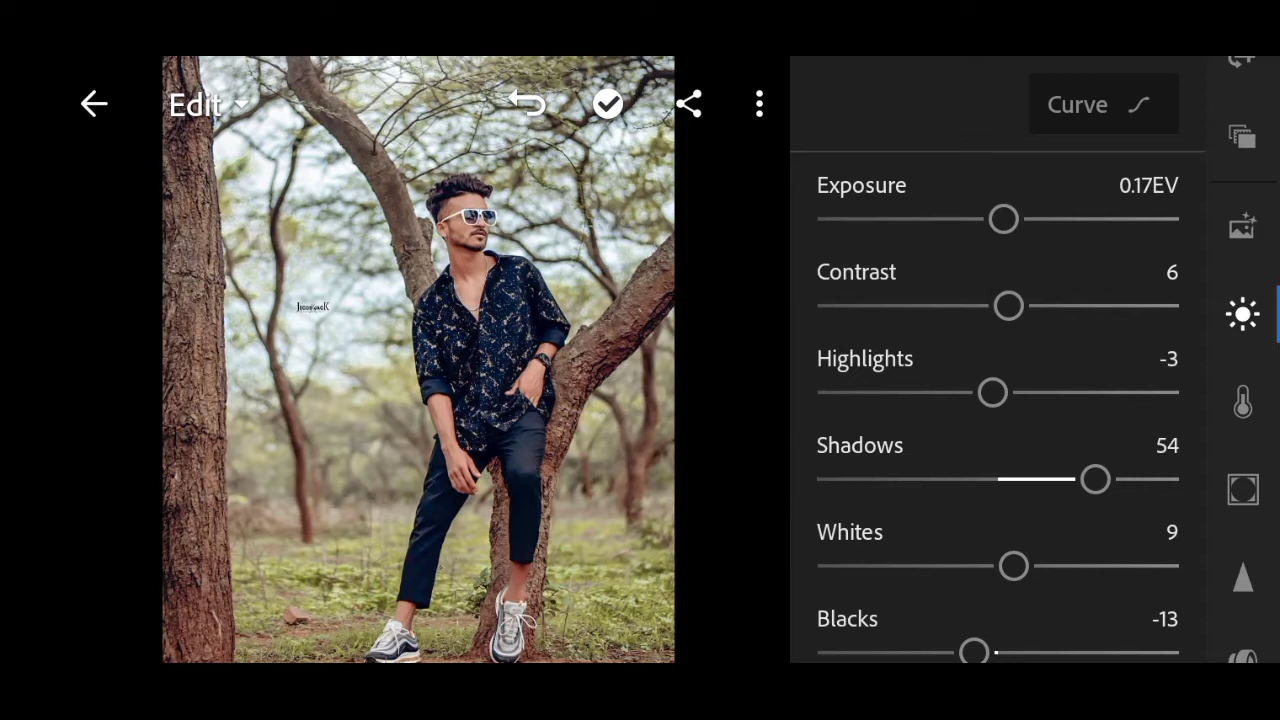 Edit
Curve
Exposure 0.17EV
Contrast 6
Highlights -3
Shadows 54
Whites 9
Blacks -13